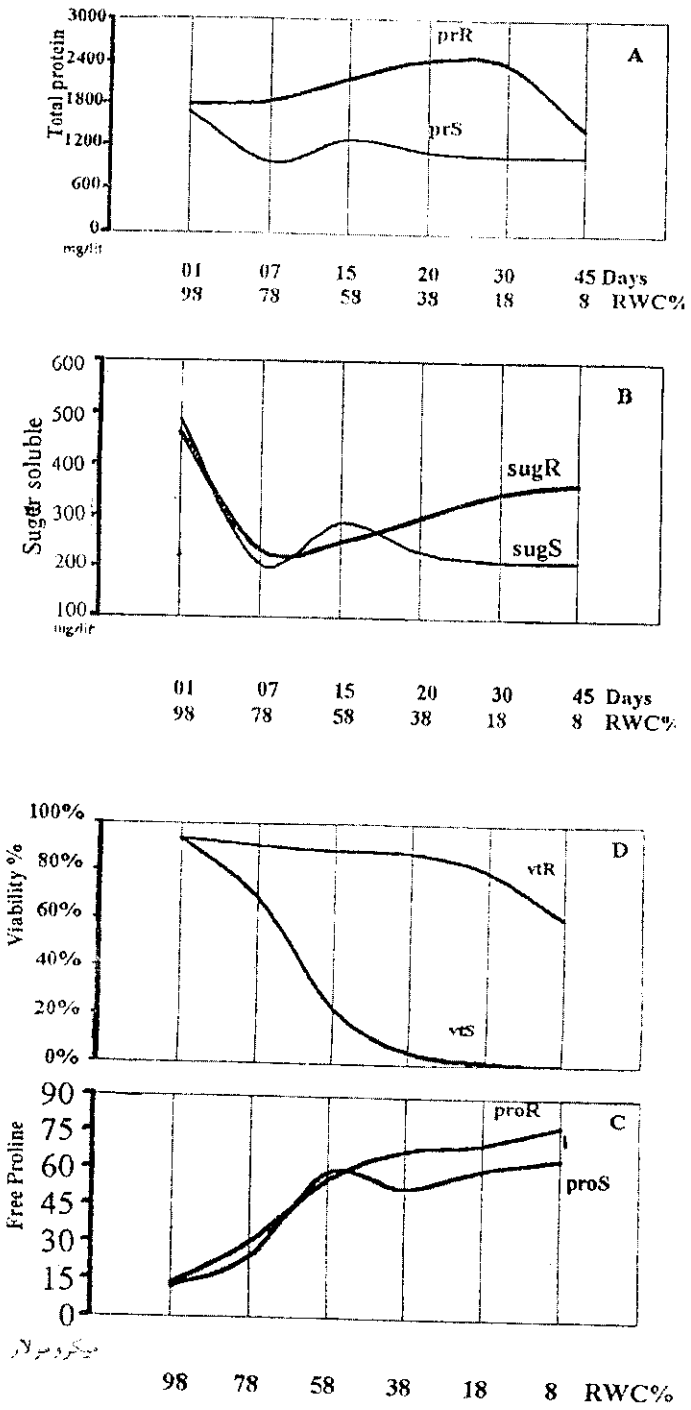 3000
2400
1800
1200
600
0
Total protein
mg/lit
prR
prS
A
01 07 15 20 30 45 Days
98 78 58 38 18 8 RWC%
600
500
400
300
200
100
Suger soluble
mg/lit
sugR
sugS
B
01 07 15 20 30 45 Days
98 78 58 38 18 8 RWC%
100%
80%
60%
40%
20%
0%
Viability %
vtR
vtS
D
90
75
60
45
30
15
0
Free Proline
proR
proS
C
میکرومولار
98 78 58 38 18 8 RWC%